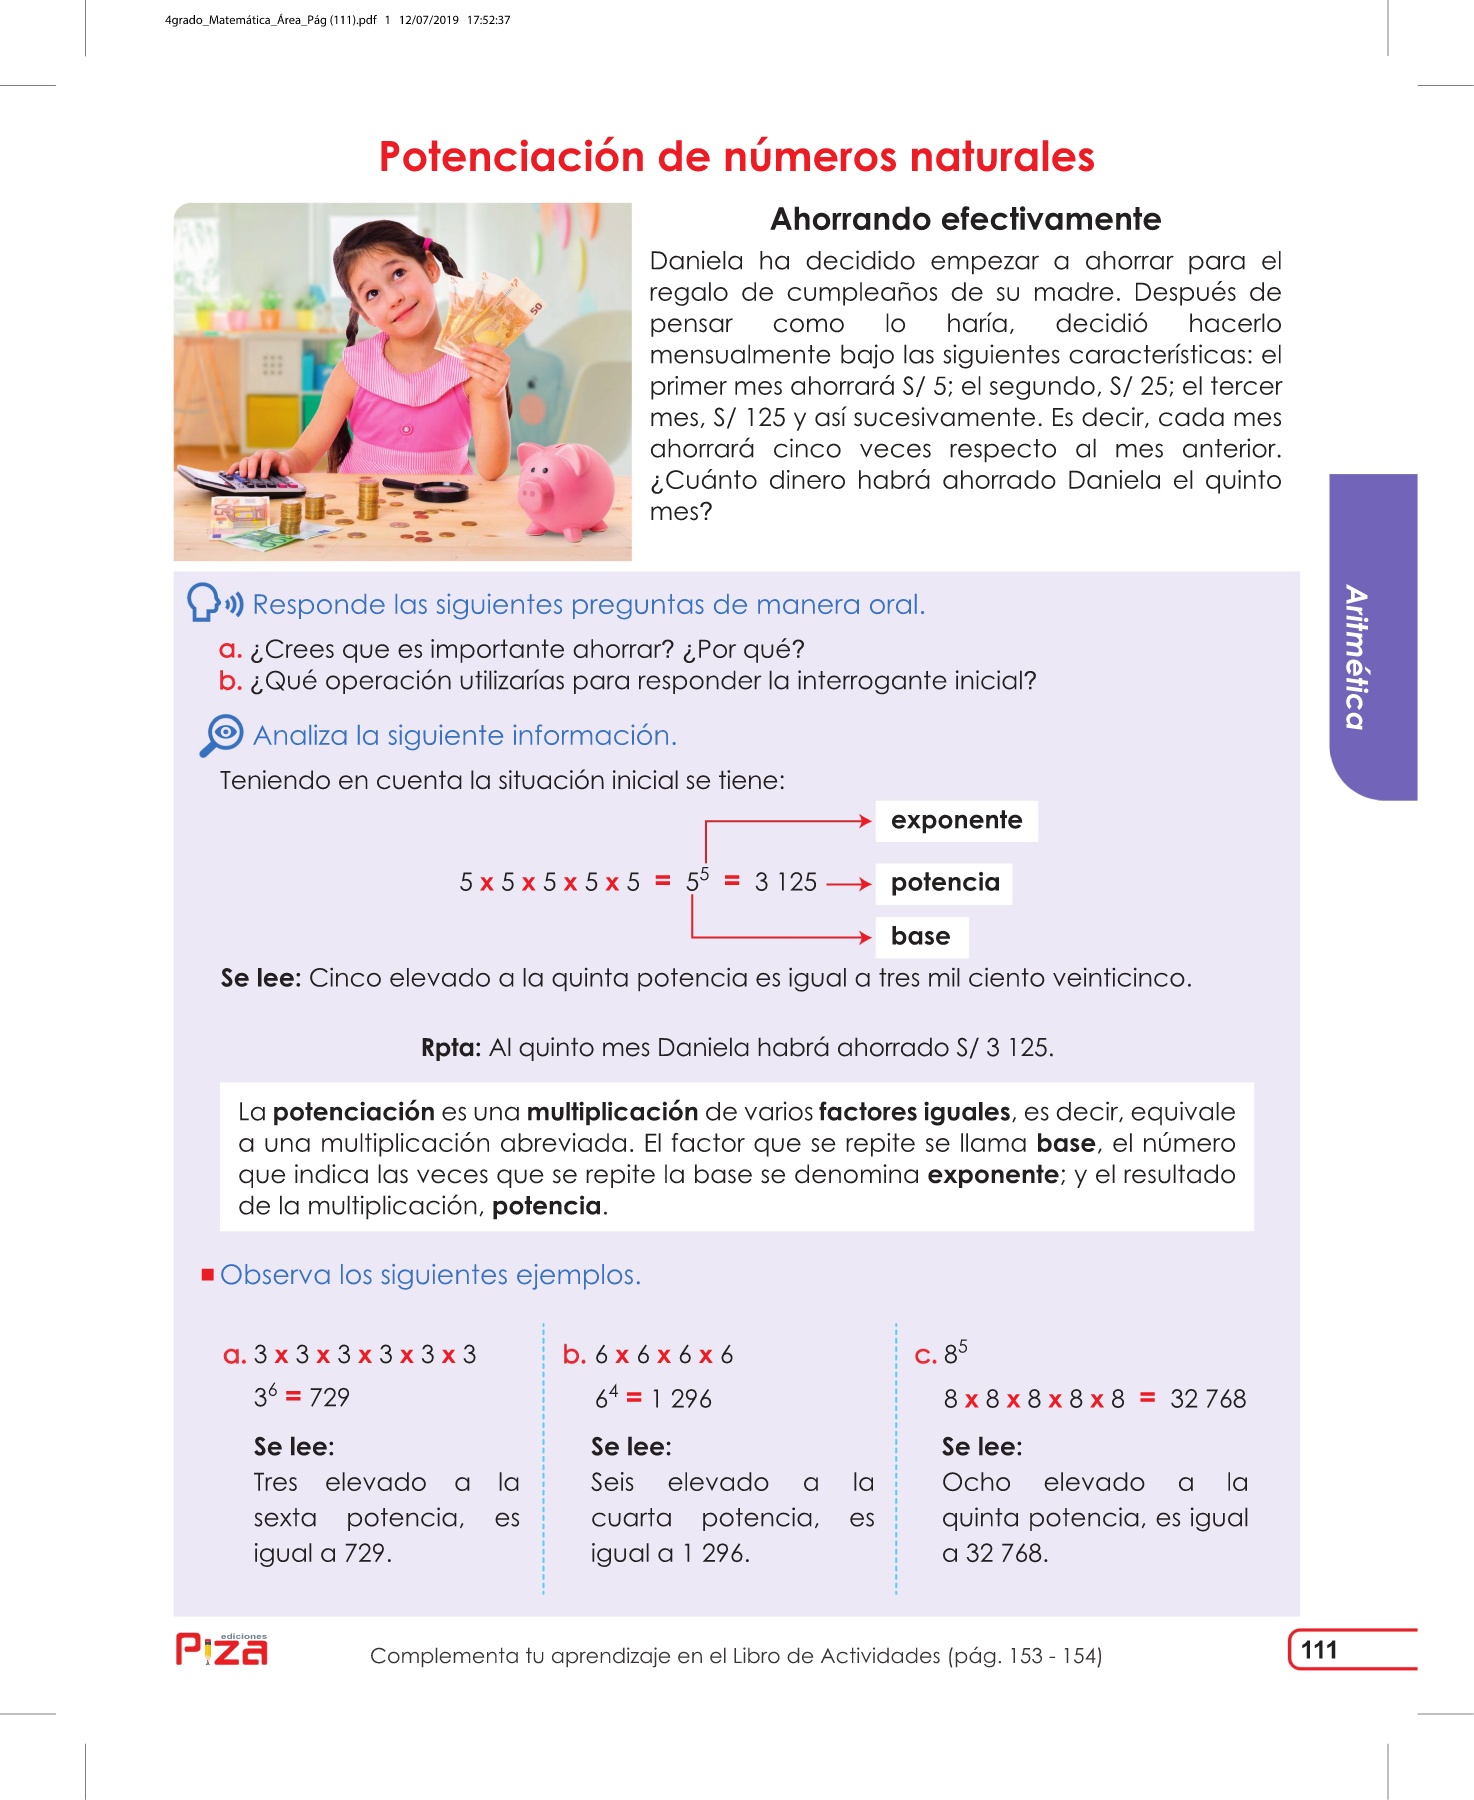 4grado_Matemática_Área_Pág (111).pdf 1 12/07/2019 17:52:37
Potenciación de números naturales
Ahorrando efectivamente
Daniela ha decidido empezar a ahorrar para el
regalo de cumpleaños de su madre. Después de
pensar como lo haría, decidió hacerlo
mensualmente bajo las siguientes características: el
primer mes ahorrará S/ 5; el segundo, S/ 25; el tercer
mes, S/ 125 y así sucesivamente. Es decir, cada mes
ahorrará cinco veces respecto al mes anterior.
¿Cuánto dinero habrá ahorrado Daniela el quinto
mes?
50
Aritmética
Responde las siguientes preguntas de manera oral.
a. ¿Crees que es importante ahorrar? ¿Por qué?
b. ¿Qué operación utilizarías para responder la interrogante inicial?
Analiza la siguiente información.
Teniendo en cuenta la situación inicial se tiene:
exponente
5 x 5 x 5 x 5 x 5 = 5⁵ = 3 125
potencia
base
Se lee: Cinco elevado a la quinta potencia es igual a tres mil ciento veinticinco.
Rpta: Al quinto mes Daniela habrá ahorrado S/ 3 125.
La potenciación es una multiplicación de varios factores iguales, es decir, equivale
a una multiplicación abreviada. El factor que se repite se llama base, el número
que indica las veces que se repite la base se denomina exponente; y el resultado
de la multiplicación, potencia.
Observa los siguientes ejemplos.
a. 3 x 3 x 3 x 3 x 3 x 3
3⁶ = 729
Se lee:
Tres elevado a la
sexta potencia, es
igual a 729.
b. 6 x 6 x 6 x 6
6⁴ = 1 296
Se lee:
Seis elevado a la
cuarta potencia, es
igual a 1 296.
c. 8⁵
8 x 8 x 8 x 8 x 8 = 32 768
Se lee:
Ocho elevado a la
quinta potencia, es igual
a 32 768.
ediciones
Piza
Complementa tu aprendizaje en el Libro de Actividades (pág. 153 - 154)
111